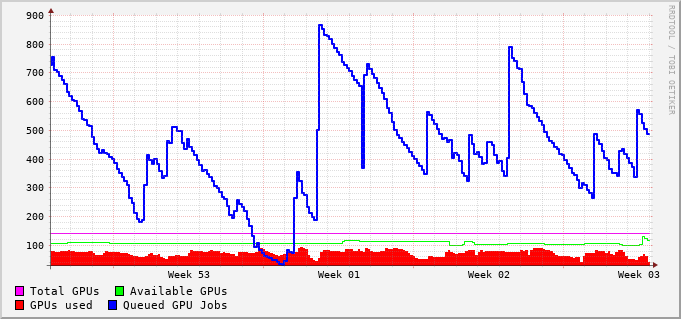 900
800
700
600
500
400
300
200
100
Week 53 Week 01 Week 02 Week 03
Total GPUs Available GPUs
GPUs used Queued GPU Jobs
RRDTOOL / TOBI OETIKER